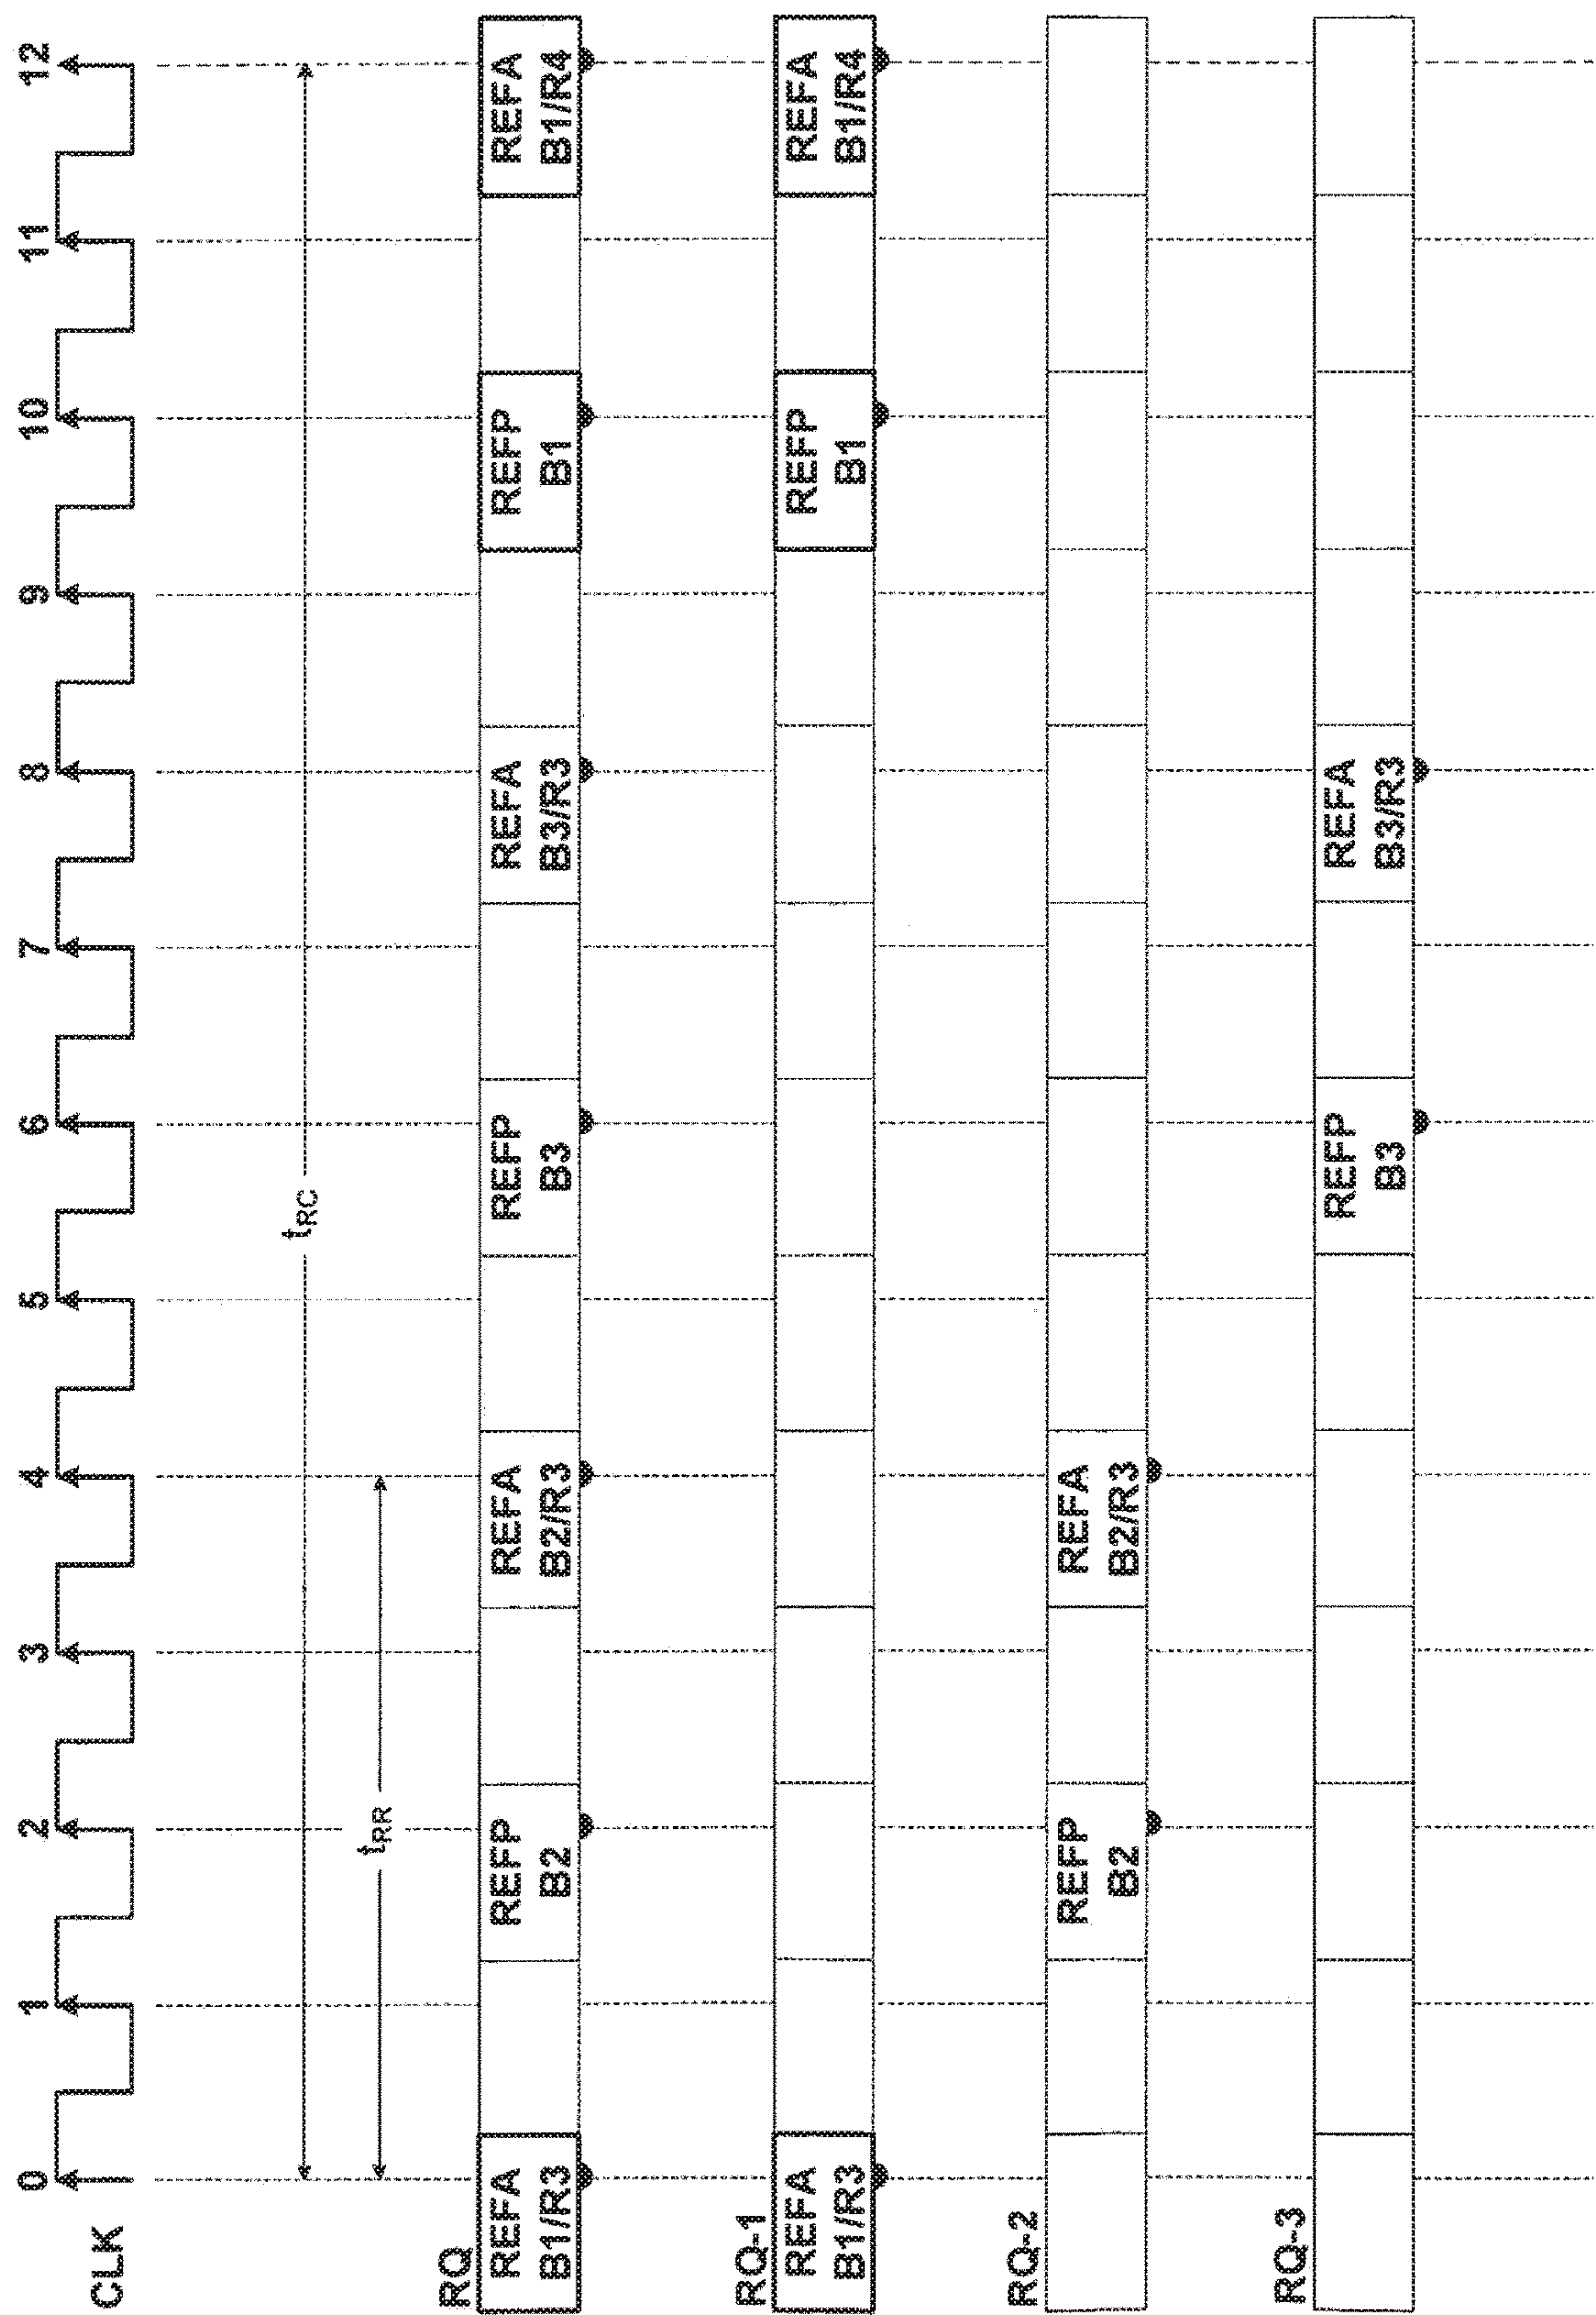 CLK
0 1 2 3 4 5 6 7 8 9 10 11 12
tRC
tRR
RQ
REFA
B1/R3
REFP
B2
REFA
B2/R3
REFP
B3
REFA
B3/R3
REFP
B1
REFA
B1/R4
RQ-1
REFA
B1/R3
REFP
B1
REFA
B1/R4
RQ-2
REFP
B2
REFA
B2/R3
RQ-3
REFP
B3
REFA
B3/R3